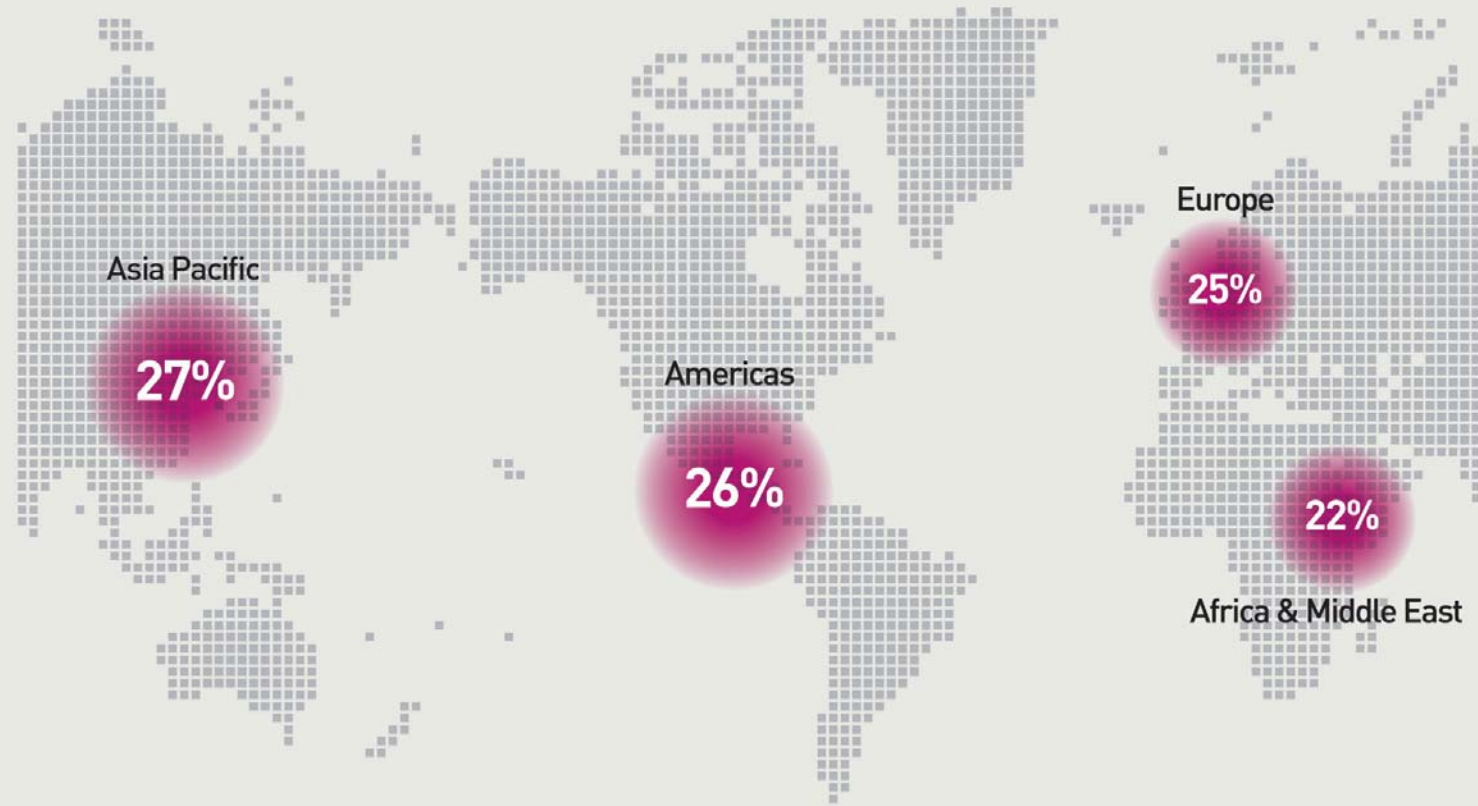 Europe
25%
Asia Pacific
27%
Americas
26%
22%
Africa & Middle East